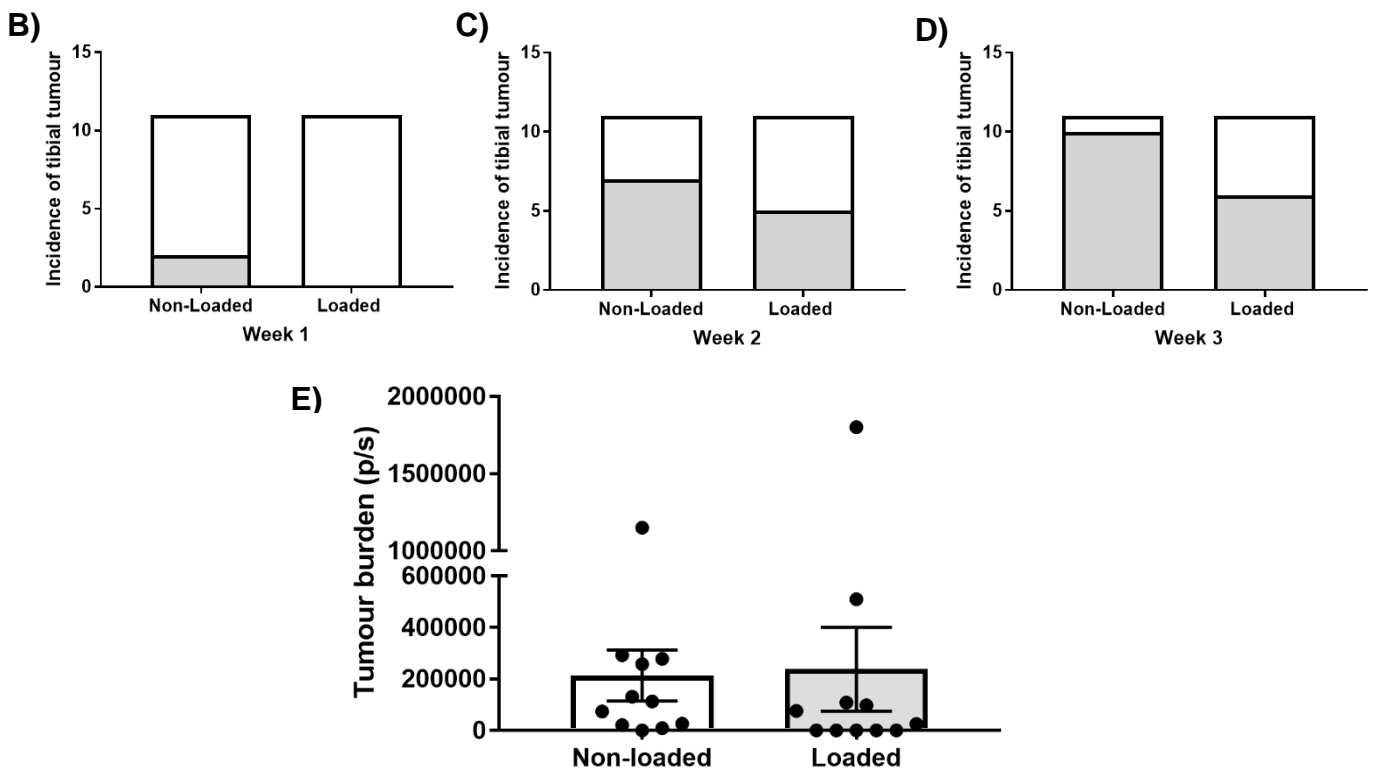 B)
Incidence of tibial tumour
15
10
5
0
Non-Loaded Loaded
Week 1
C)
Incidence of tibial tumour
15
10
5
0
Non-Loaded Loaded
Week 2
D)
Incidence of tibial tumour
15
10
5
0
Non-Loaded Loaded
Week 3
E)
Tumour burden (p/s)
2000000
1500000
1000000
600000
400000
200000
0
Non-loaded Loaded